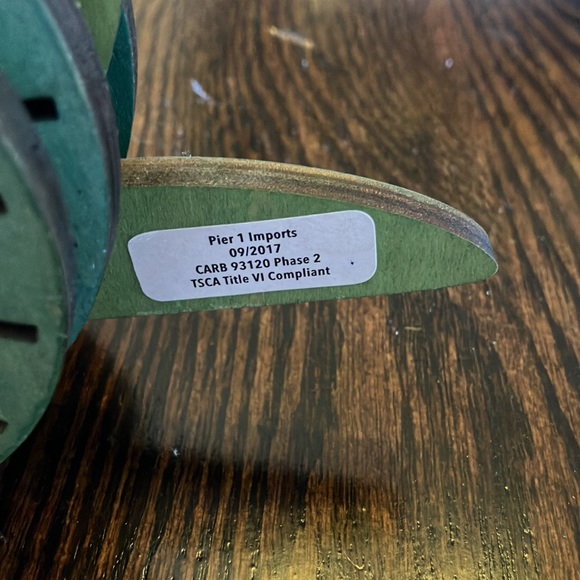 Pier 1 Imports
09/2017
CARB 93120 Phase 2
TSCA Title VI Compliant